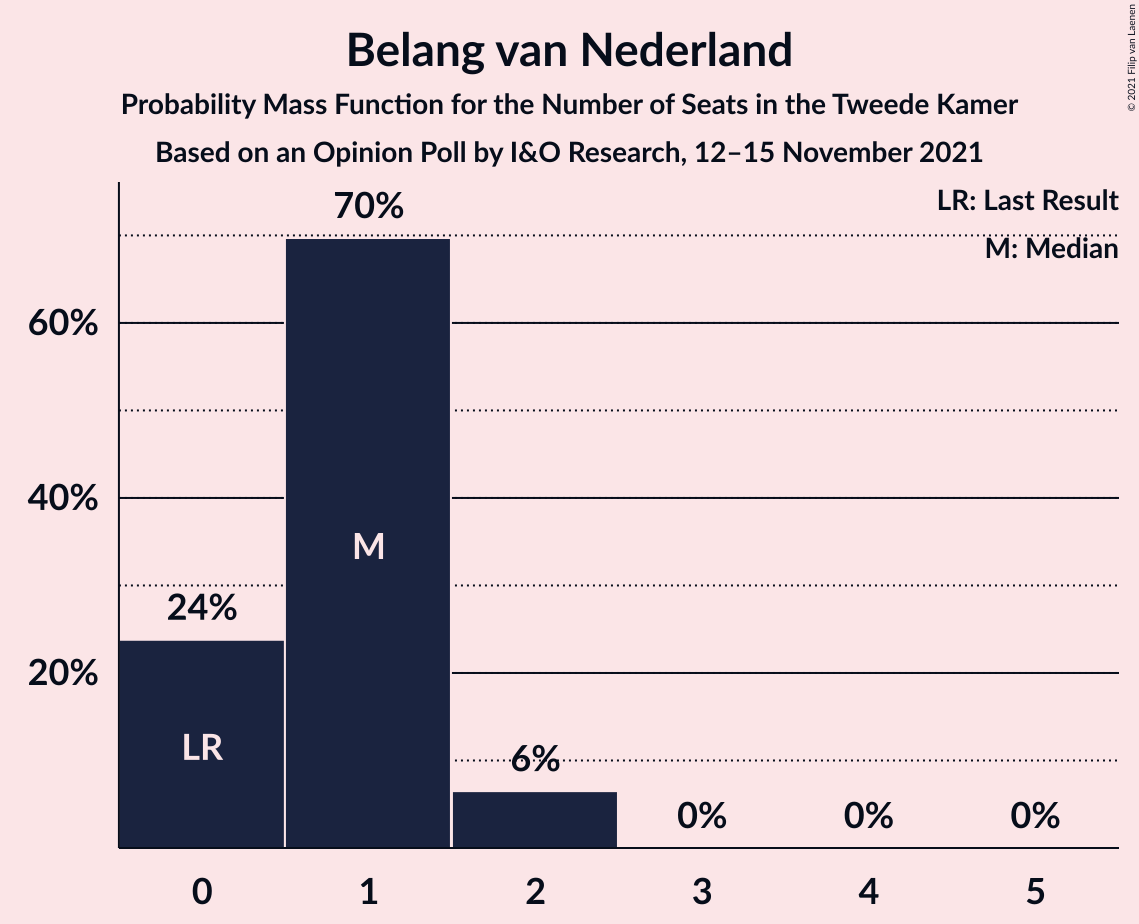 Belang van Nederland
Probability Mass Function for the Number of Seats in the Tweede Kamer
Based on an Opinion Poll by I&O Research, 12–15 November 2021
© 2021 Filip van Laenen
LR: Last Result
M: Median
70%
60%
40%
M
24%
20%
LR
6%
0%
0%
0%
0 1 2 3 4 5